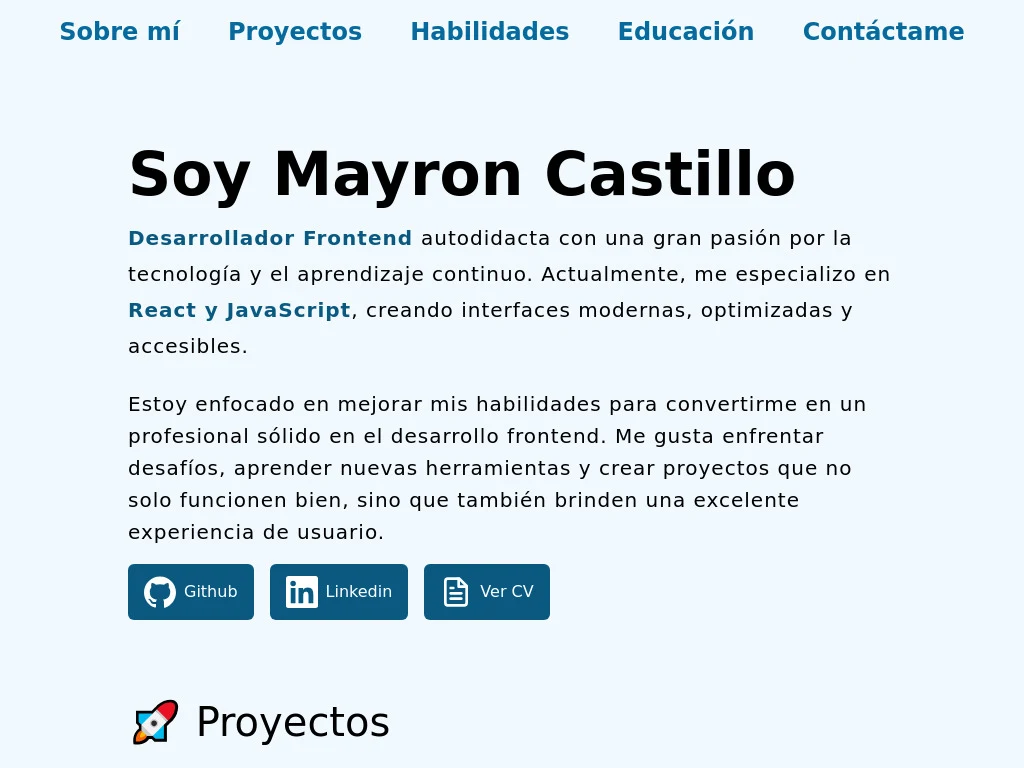 Sobre mí Proyectos Habilidades Educación Contáctame
Soy Mayron Castillo
Desarrollador Frontend autodidacta con una gran pasión por la
tecnología y el aprendizaje continuo. Actualmente, me especializo en
React y JavaScript, creando interfaces modernas, optimizadas y
accesibles.
Estoy enfocado en mejorar mis habilidades para convertirme en un
profesional sólido en el desarrollo frontend. Me gusta enfrentar
desafíos, aprender nuevas herramientas y crear proyectos que no
solo funcionen bien, sino que también brinden una excelente
experiencia de usuario.
Github Linkedin Ver CV
Proyectos